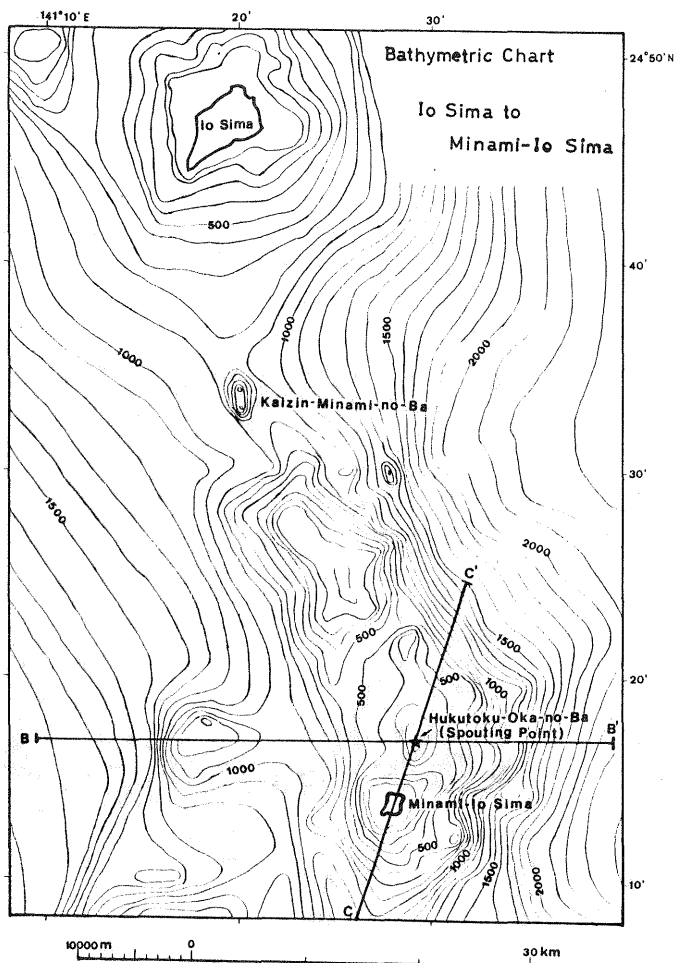 141°10' E
20'
30'
24°50' N
Bathymetric Chart
Io Sima to
Minami-Io Sima
Io Sima
500
40'
1000
1000
1500
2000
Kaizin-Minami-no-Ba
30'
1500
2000
C'
500
1500
20'
500
500
1000
Hukutoku-Oka-no-Ba
(Spouting Point)
B
B'
1000
Minami-Io Sima
500
1000
1500
2000
10'
C
10000 m
0
30 km